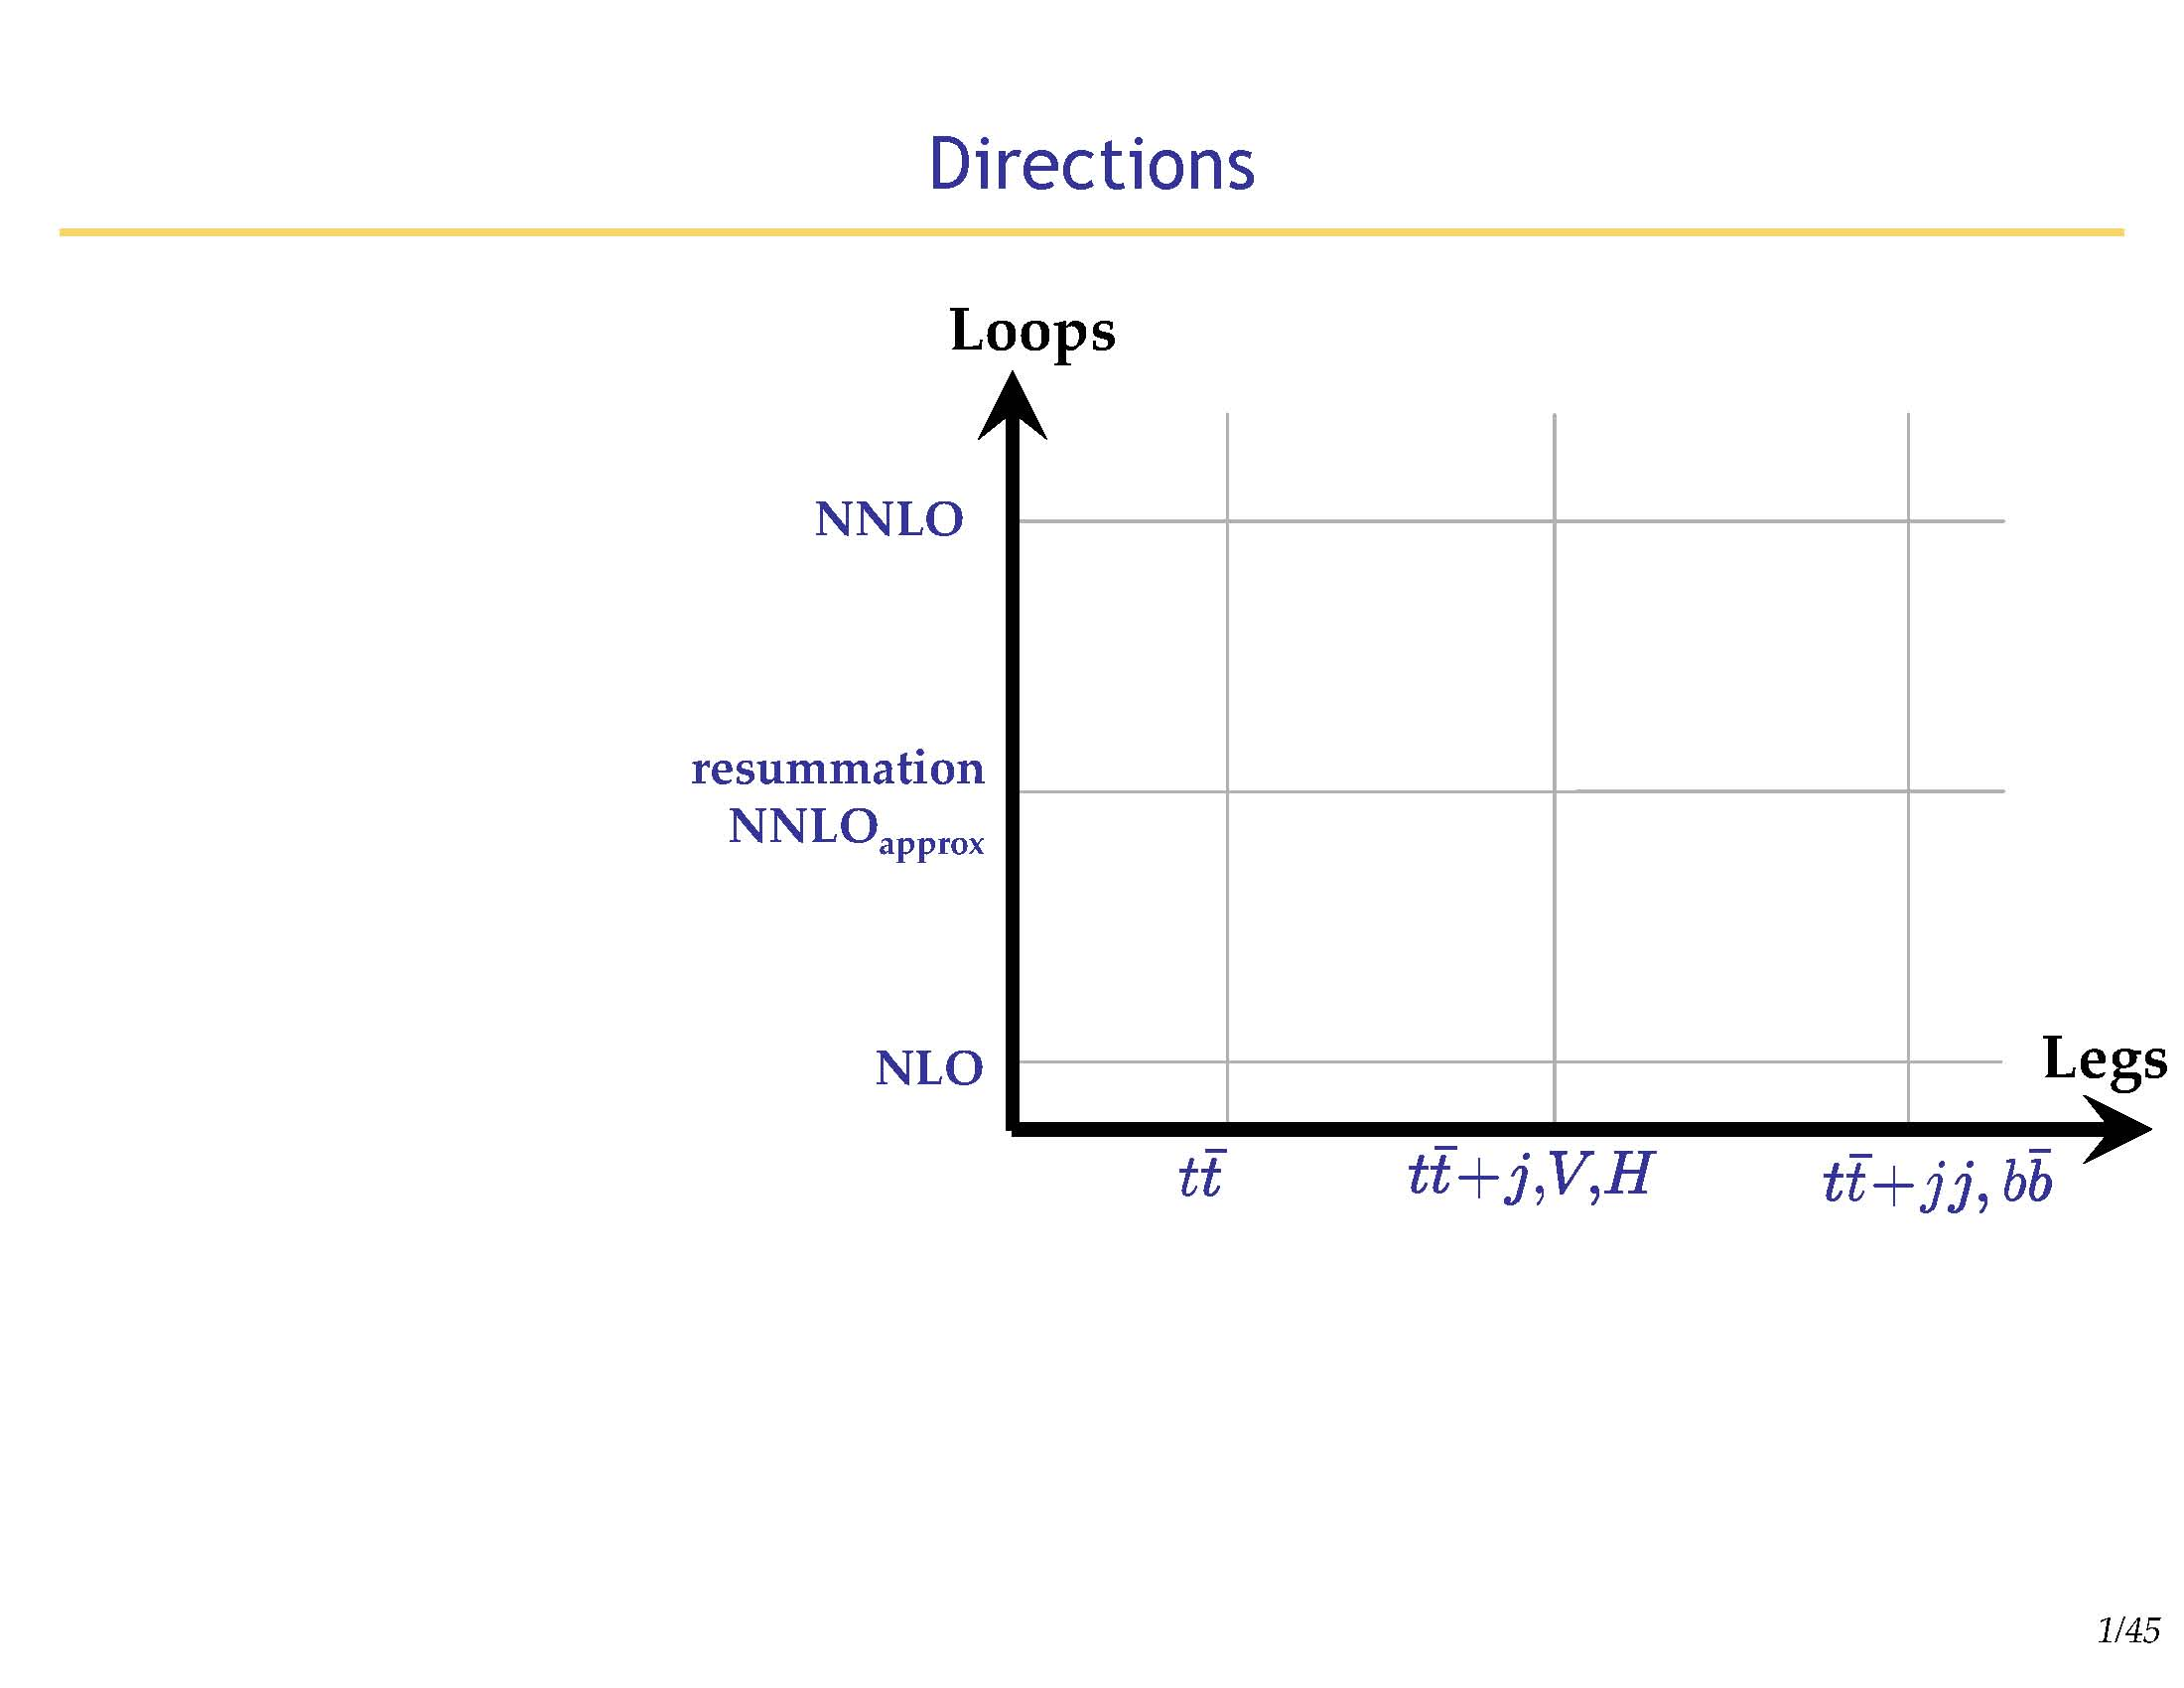 Directions
Loops
NNLO
resummation
NNLO_approx
NLO
Legs
tt̄
tt̄+j,V,H
tt̄+jj, bb̄
1/45